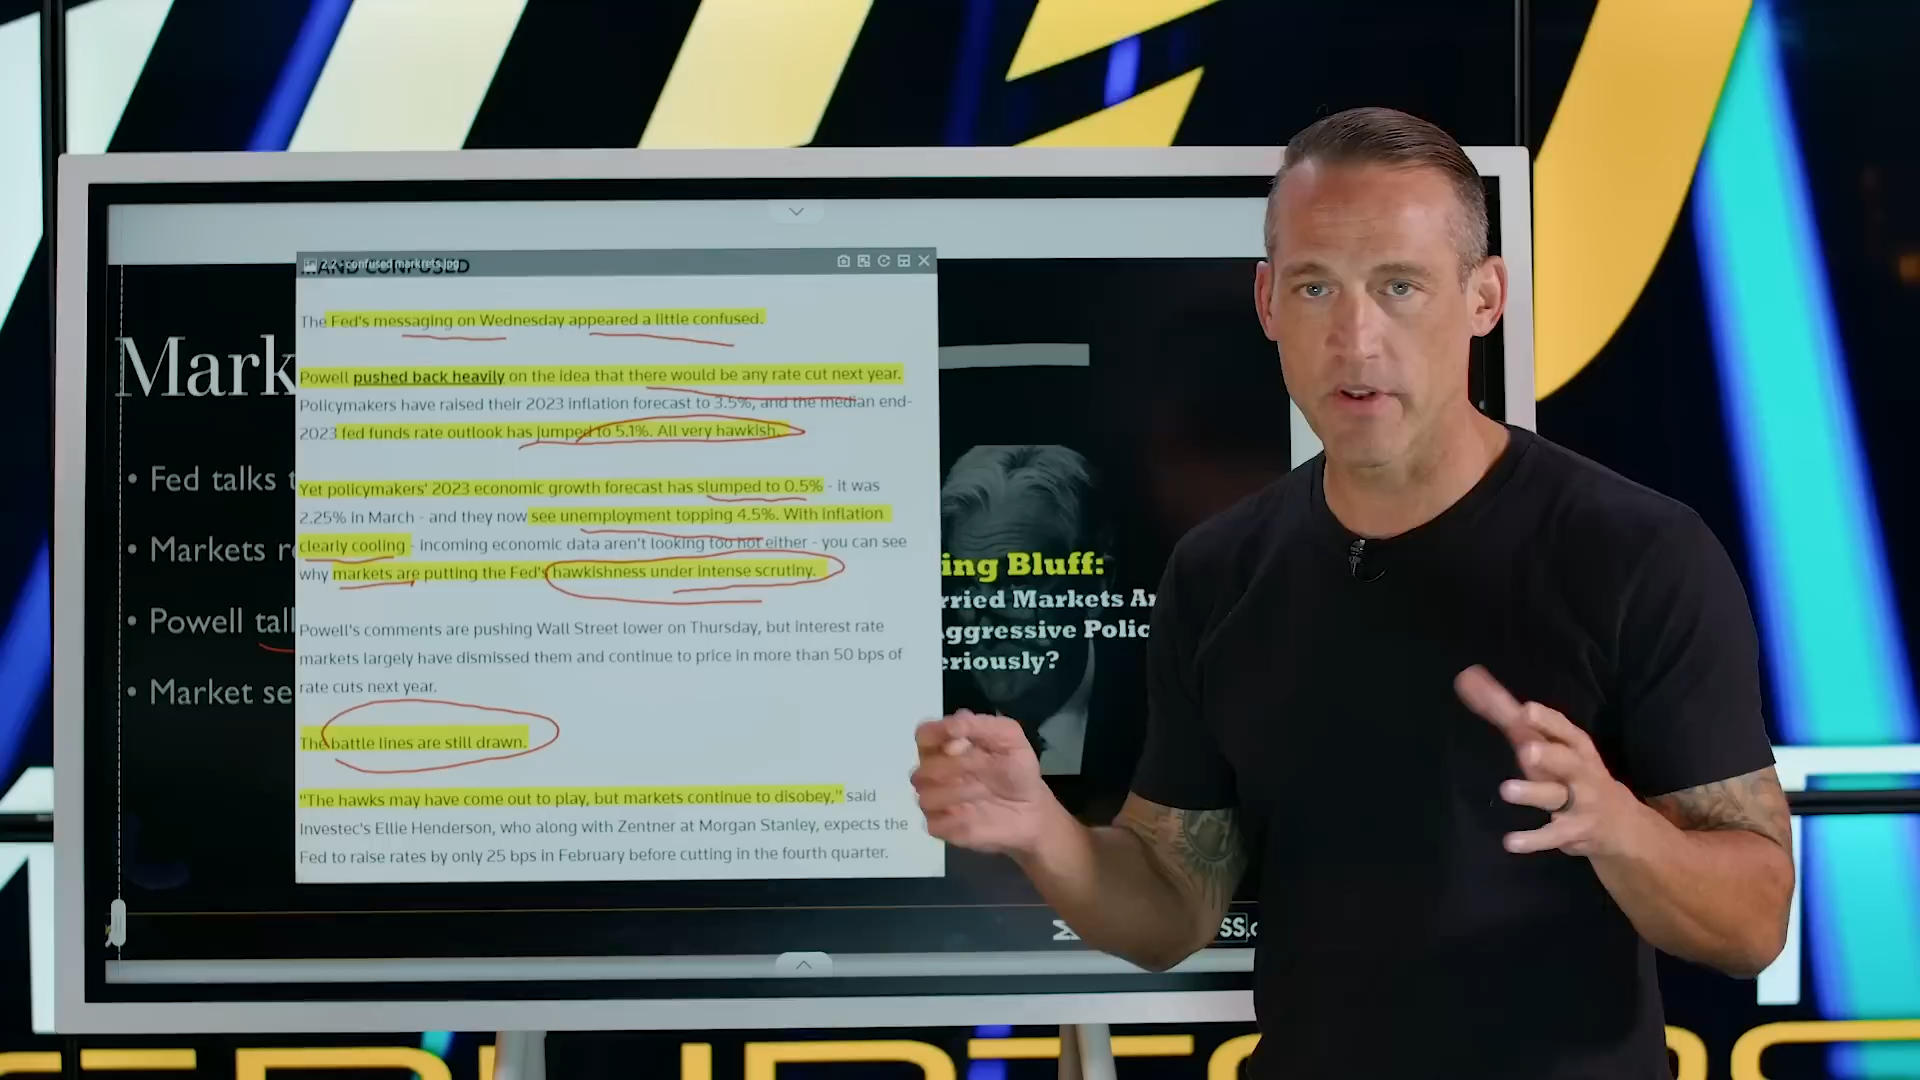 2.2 - confused markrets.jpg
...AND CONFUSED
The Fed's messaging on Wednesday appeared a little confused.
Powell pushed back heavily on the idea that there would be any rate cut next year.
Policymakers have raised their 2023 inflation forecast to 3.5%, and the median end-
2023 fed funds rate outlook has jumped to 5.1%. All very hawkish.
Yet policymakers' 2023 economic growth forecast has slumped to 0.5% - it was
2.25% in March - and they now see unemployment topping 4.5%. With inflation
clearly cooling - incoming economic data aren't looking too hot either - you can see
why markets are putting the Fed's hawkishness under intense scrutiny.
Powell's comments are pushing Wall Street lower on Thursday, but interest rate
markets largely have dismissed them and continue to price in more than 50 bps of
rate cuts next year.
The battle lines are still drawn.
"The hawks may have come out to play, but markets continue to disobey," said
Investec's Ellie Henderson, who along with Zentner at Morgan Stanley, expects the
Fed to raise rates by only 25 bps in February before cutting in the fourth quarter.
Mark
• Fed talks t
• Markets r
• Powell tall
• Market se
ing Bluff:
rried Markets Ar
ggressive Polic
eriously?
SS.